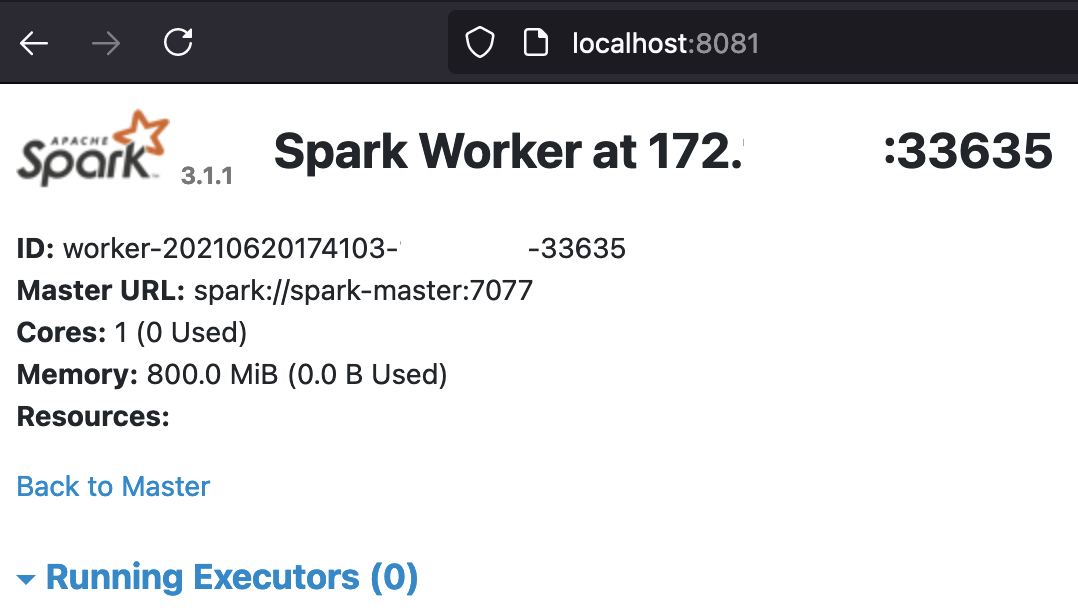 localhost:8081
APACHE
Spark 3.1.1
Spark Worker at 172. :33635
ID: worker-20210620174103- -33635
Master URL: spark://spark-master:7077
Cores: 1 (0 Used)
Memory: 800.0 MiB (0.0 B Used)
Resources:
Back to Master
Running Executors (0)